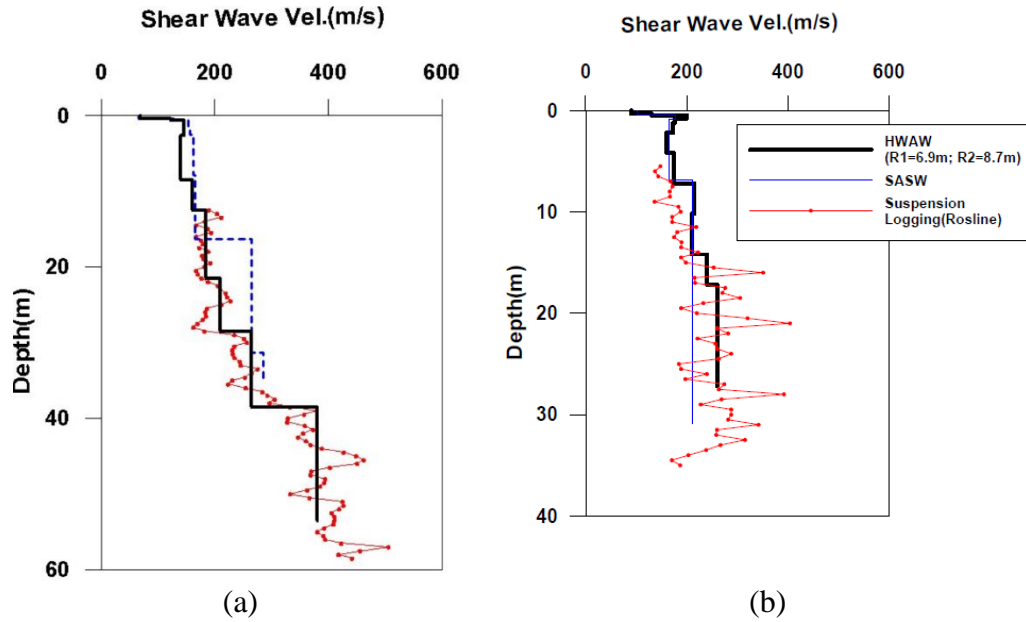 Shear Wave Vel.(m/s)
0 200 400 600
0
20
40
60
Depth(m)
(a)
Shear Wave Vel.(m/s)
0 200 400 600
0
10
20
30
40
Depth(m)
HWAW
(R1=6.9m; R2=8.7m)
SASW
Suspension
Logging(Rosline)
(b)